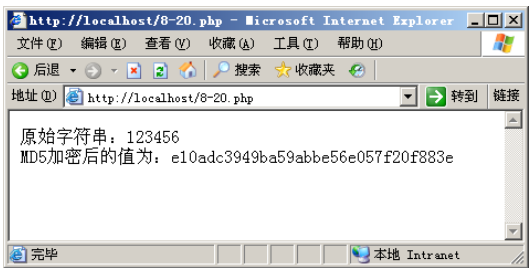 http://localhost/8-20.php - Microsoft Internet Explorer
文件(F) 编辑(E) 查看(V) 收藏(A) 工具(T) 帮助(H)
后退 搜索 收藏夹
地址(D) http://localhost/8-20.php 转到 链接
原始字符串：123456
MD5加密后的值为：e10adc3949ba59abbe56e057f20f883e
完毕 本地 Intranet